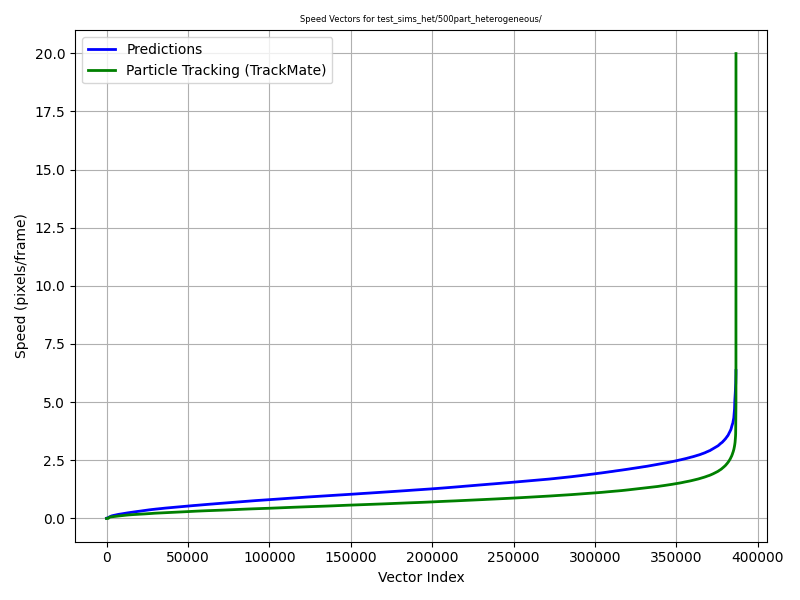 Speed Vectors for test_sims_het/500part_heterogeneous/
Predictions
Particle Tracking (TrackMate)
Speed (pixels/frame)
20.0
17.5
15.0
12.5
10.0
7.5
5.0
2.5
0.0
0 50000 100000 150000 200000 250000 300000 350000 400000
Vector Index